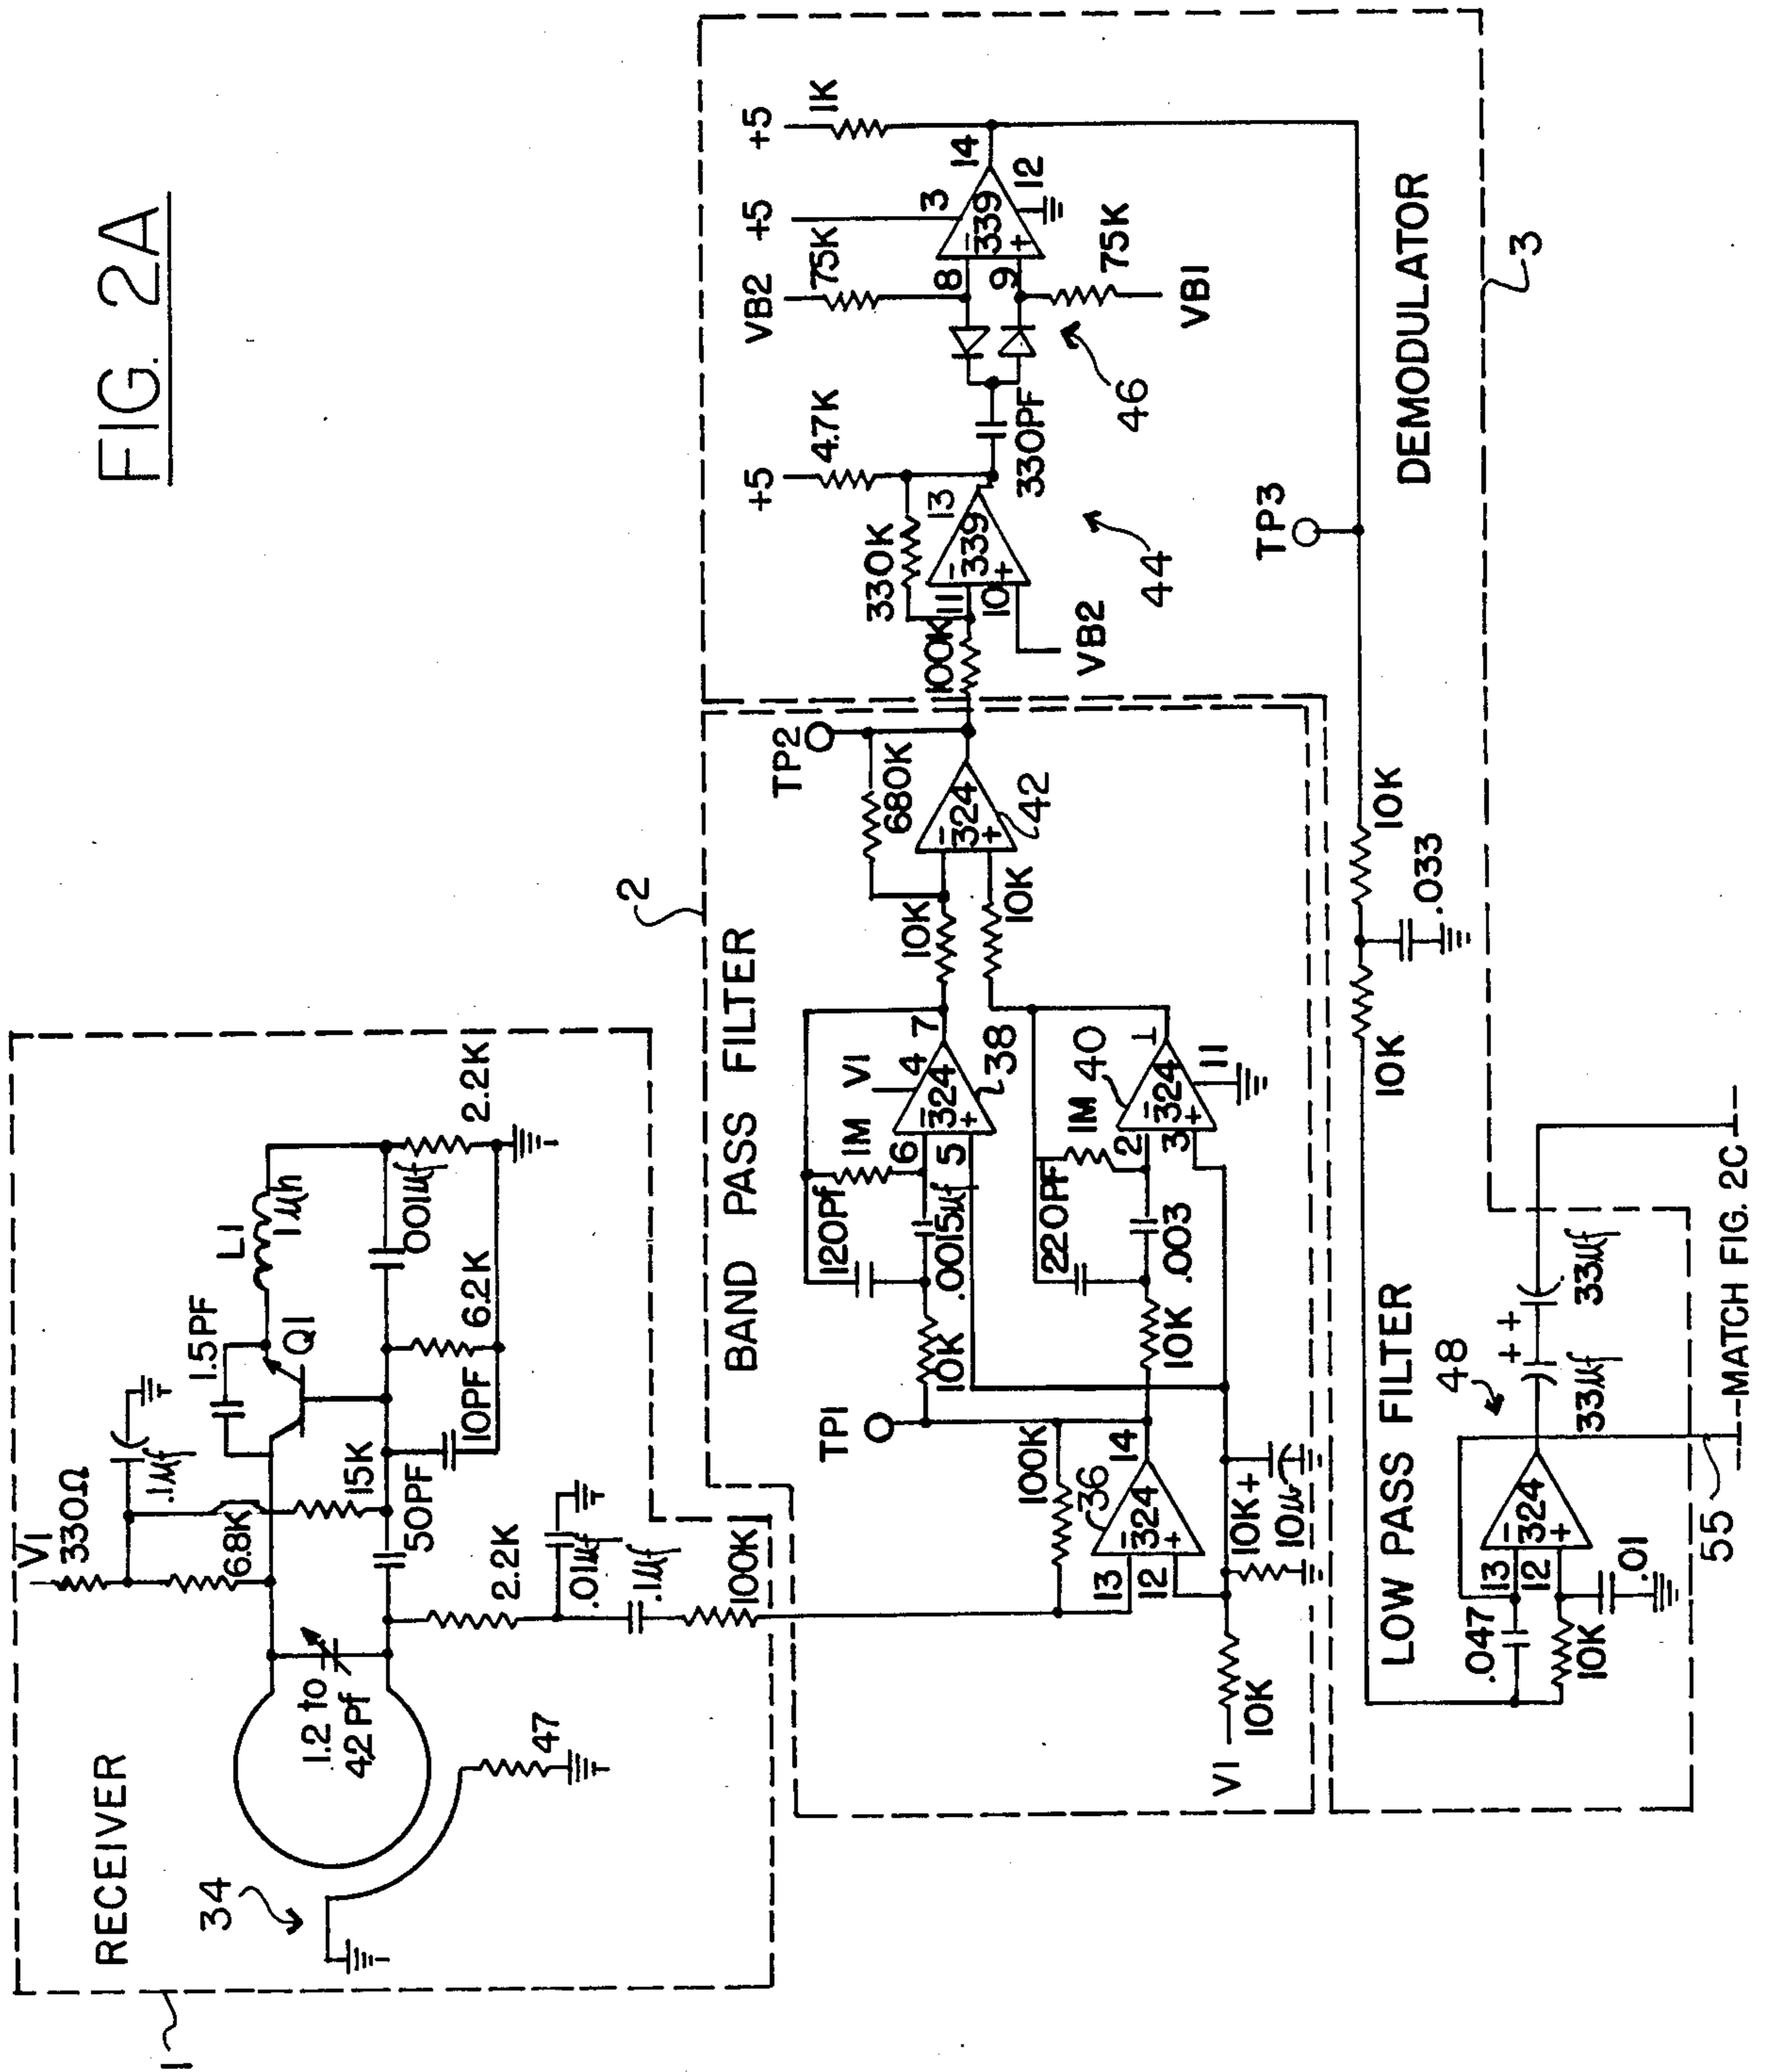 FIG. 2A
RECEIVER
1
34
V1
330Ω
.1µf
6.8K
1.5PF
Q1
L1
1µh
.001µf
2.2K
6.2K
10PF
15K
50PF
1.2 to
42Pf
47
2.2K
.01µf
.1µf
100K
BAND PASS FILTER
2
TP1
100K
36
14
324
13
12
10K+
10µ
V1
10K
10K
120Pf
.0015µf
1M
6
5
V1
4
7
324
38
10K
220PF
.003
1M
40
2
3
1
324
11
10K
10K
680K
324
42
TP2
100K
330K
11
10
13
339
VB2
44
+5
4.7K
330PF
46
VB2
75K
8
9
+5
3
339
14
12
+5
1K
75K
VB1
DEMODULATOR
3
TP3
10K
.033
10K
LOW PASS FILTER
.047
10K
13
12
324
.01
48
33µf
++
33µf
55
MATCH FIG. 2C